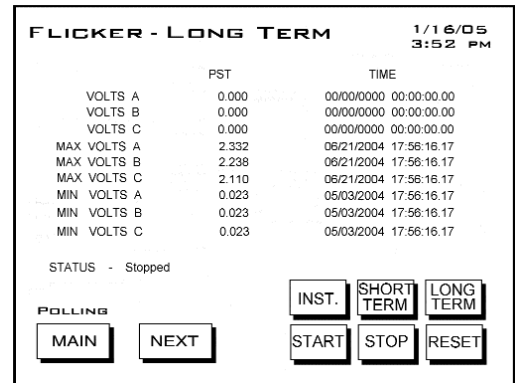 FLICKER - LONG TERM 1/16/05
3:52 PM
PST TIME
VOLTS A 0.000 00/00/0000 00:00:00.00
VOLTS B 0.000 00/00/0000 00:00:00.00
VOLTS C 0.000 00/00/0000 00:00:00.00
MAX VOLTS A 2.332 06/21/2004 17:56:16.17
MAX VOLTS B 2.238 06/21/2004 17:56:16.17
MAX VOLTS C 2.110 06/21/2004 17:56:16.17
MIN VOLTS A 0.023 05/03/2004 17:56:16.17
MIN VOLTS B 0.023 05/03/2004 17:56:16.17
MIN VOLTS C 0.023 05/03/2004 17:56:16.17
STATUS - Stopped
INST. SHORT TERM LONG TERM
POLLING
MAIN NEXT START STOP RESET